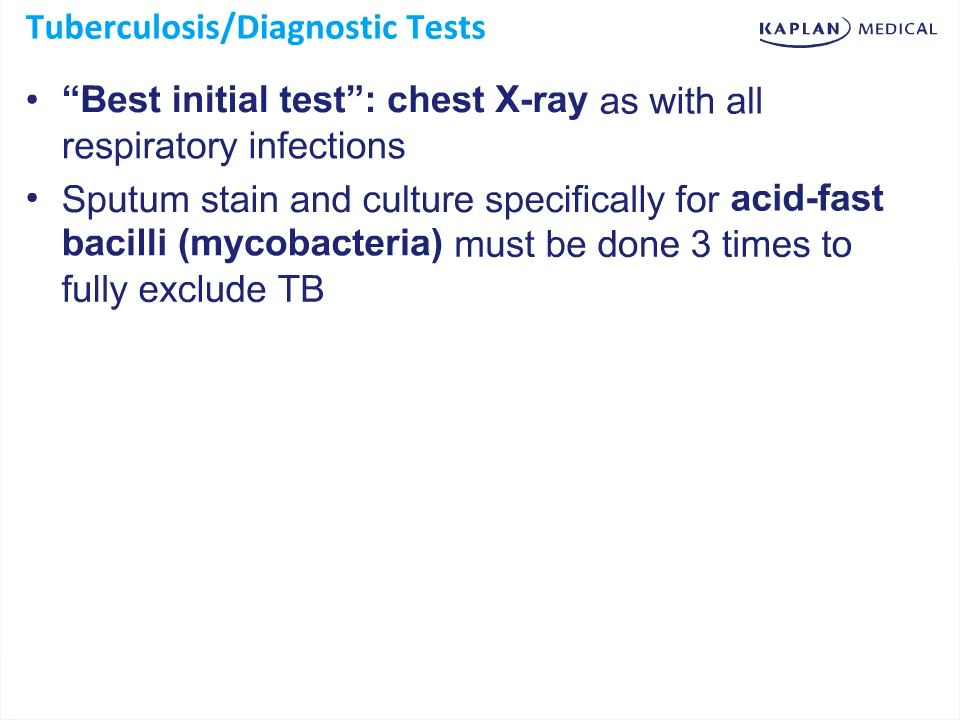 Tuberculosis/Diagnostic Tests
KAPLAN MEDICAL
• “Best initial test”: chest X-ray as with all
respiratory infections
• Sputum stain and culture specifically for acid-fast
bacilli (mycobacteria) must be done 3 times to
fully exclude TB